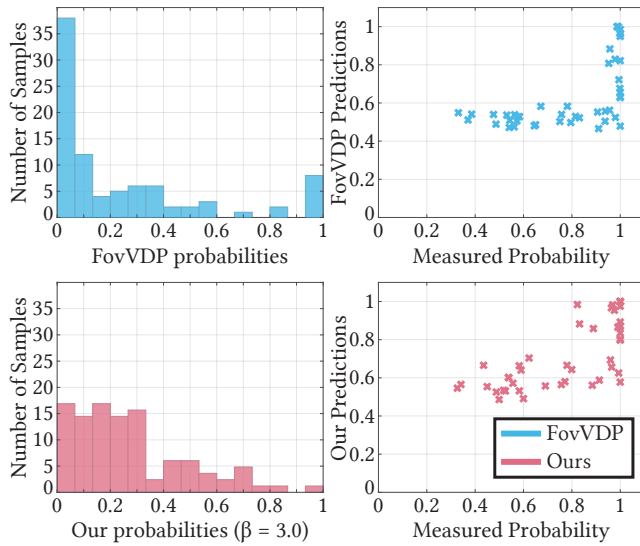 Number of Samples
35
30
25
20
15
10
5
0
0 0.2 0.4 0.6 0.8 1
FovVDP probabilities
FovVDP Predictions
1
0.8
0.6
0.4
0.2
0
0 0.2 0.4 0.6 0.8 1
Measured Probability
Number of Samples
35
30
25
20
15
10
5
0
0 0.2 0.4 0.6 0.8 1
Our probabilities (β = 3.0)
Our Predictions
1
0.8
0.6
0.4
0.2
0
0 0.2 0.4 0.6 0.8 1
Measured Probability
FovVDP
Ours